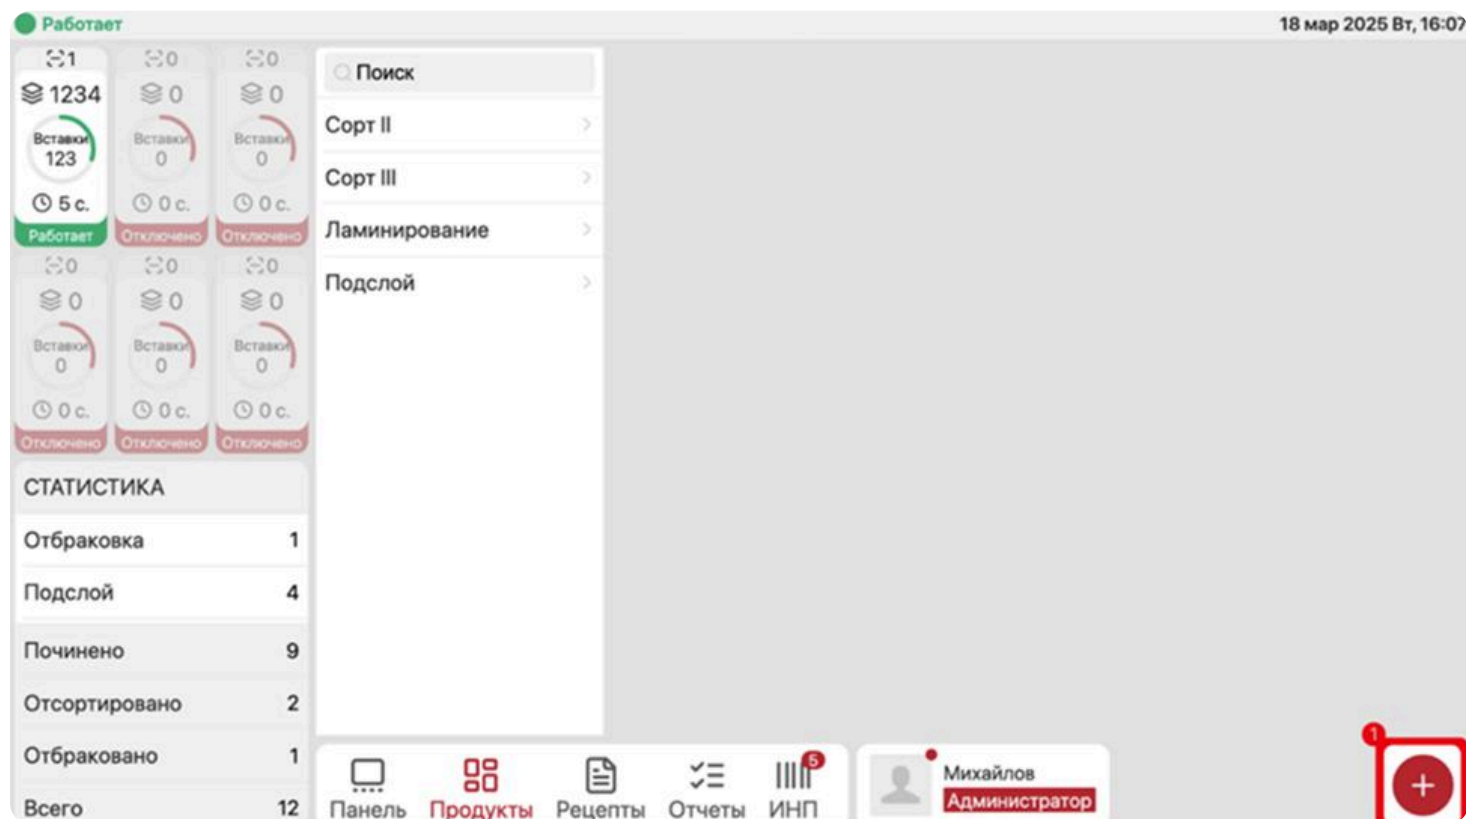 Работает
18 мар 2025 Вт, 16:07
1
0
0
1234
0
0
Вставки
Вставки
Вставки
123
0
0
5 с.
0 с.
0 с.
Работает
Отключено
Отключено
0
0
0
0
0
0
Вставки
Вставки
Вставки
0
0
0
0 с.
0 с.
0 с.
Отключено
Отключено
Отключено
СТАТИСТИКА
Отбраковка 1
Подслой 4
Починено 9
Отсортировано 2
Отбраковано 1
Всего 12
Поиск
Сорт II
Сорт III
Ламинирование
Подслой
5
Панель
Продукты
Рецепты
Отчеты
ИНП
Михайлов
Администратор
1